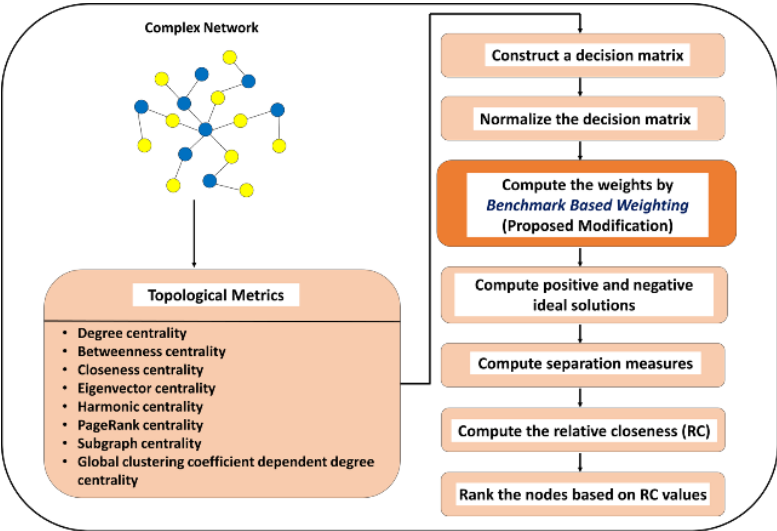 Complex Network
Topological Metrics
• Degree centrality
• Betweenness centrality
• Closeness centrality
• Eigenvector centrality
• Harmonic centrality
• PageRank centrality
• Subgraph centrality
• Global clustering coefficient dependent degree
centrality
Construct a decision matrix
Normalize the decision matrix
Compute the weights by
Benchmark Based Weighting
(Proposed Modification)
Compute positive and negative
ideal solutions
Compute separation measures
Compute the relative closeness (RC)
Rank the nodes based on RC values